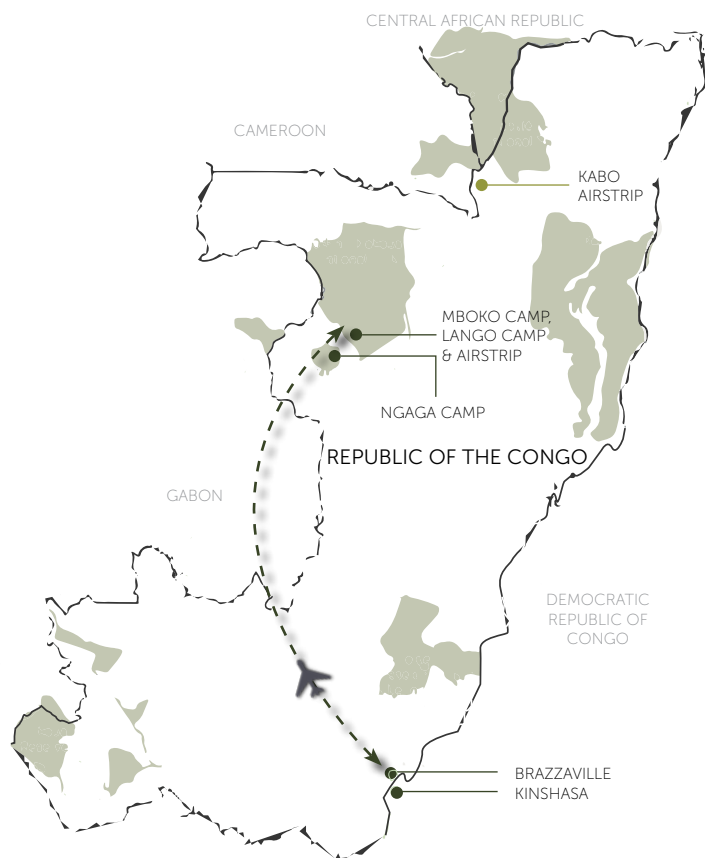 CENTRAL AFRICAN REPUBLIC
CAMEROON
KABO
AIRSTRIP
MBOKO CAMP,
LANGO CAMP
& AIRSTRIP
NGAGA CAMP
REPUBLIC OF THE CONGO
GABON
DEMOCRATIC
REPUBLIC OF
CONGO
BRAZZAVILLE
KINSHASA